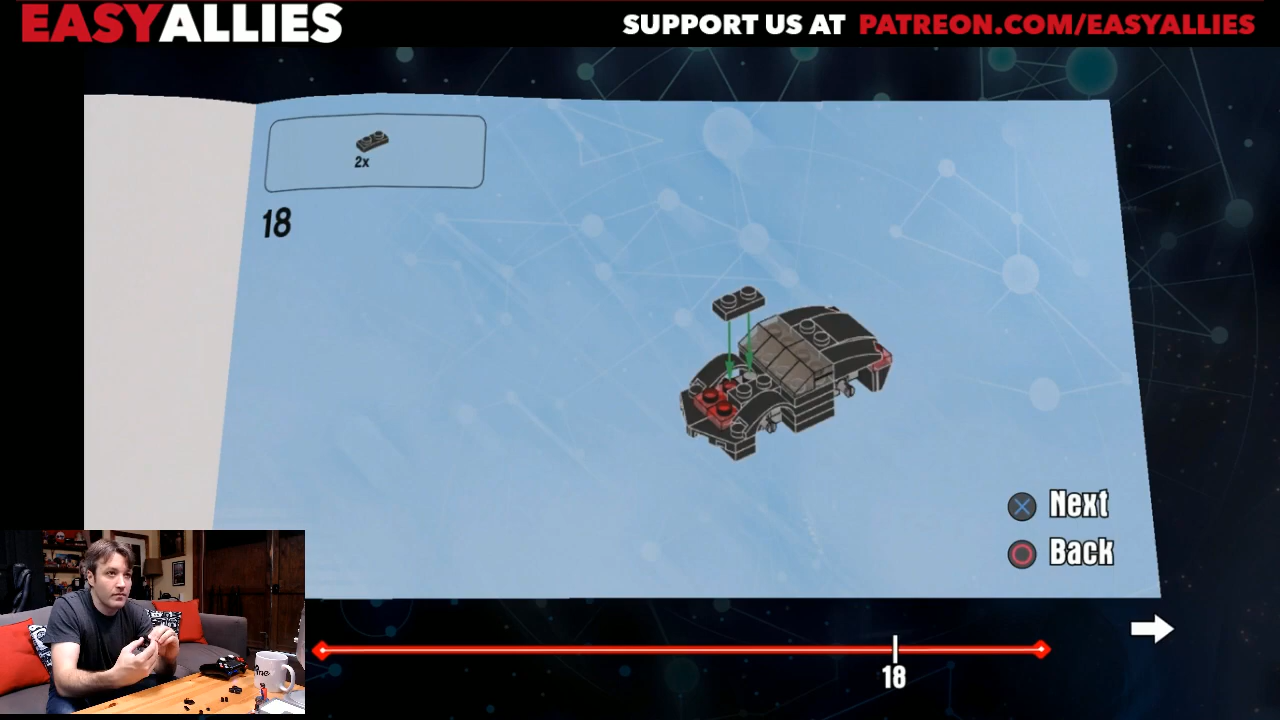 EASYALLIES
SUPPORT US AT PATREON.COM/EASYALLIES
2x
18
Next
Back
18